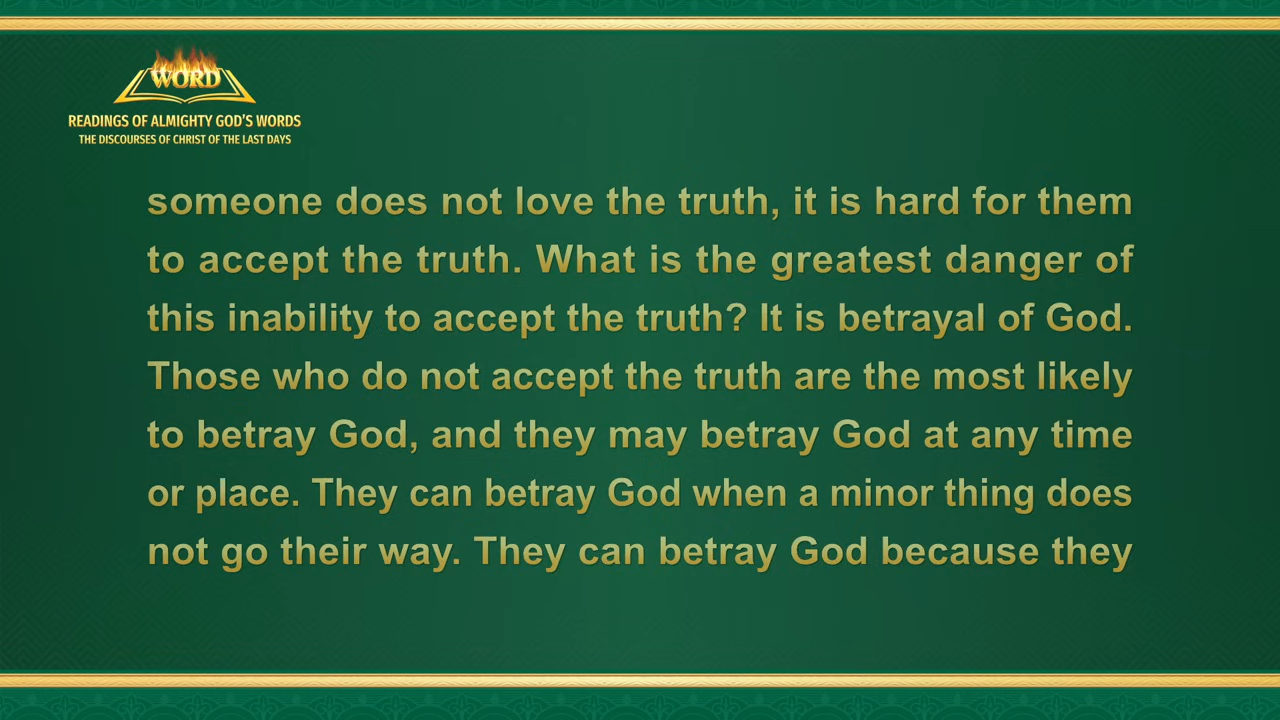 WORD
READINGS OF ALMIGHTY GOD'S WORDS
THE DISCOURSES OF CHRIST OF THE LAST DAYS
someone does not love the truth, it is hard for them
to accept the truth. What is the greatest danger of
this inability to accept the truth? It is betrayal of God.
Those who do not accept the truth are the most likely
to betray God, and they may betray God at any time
or place. They can betray God when a minor thing does
not go their way. They can betray God because they